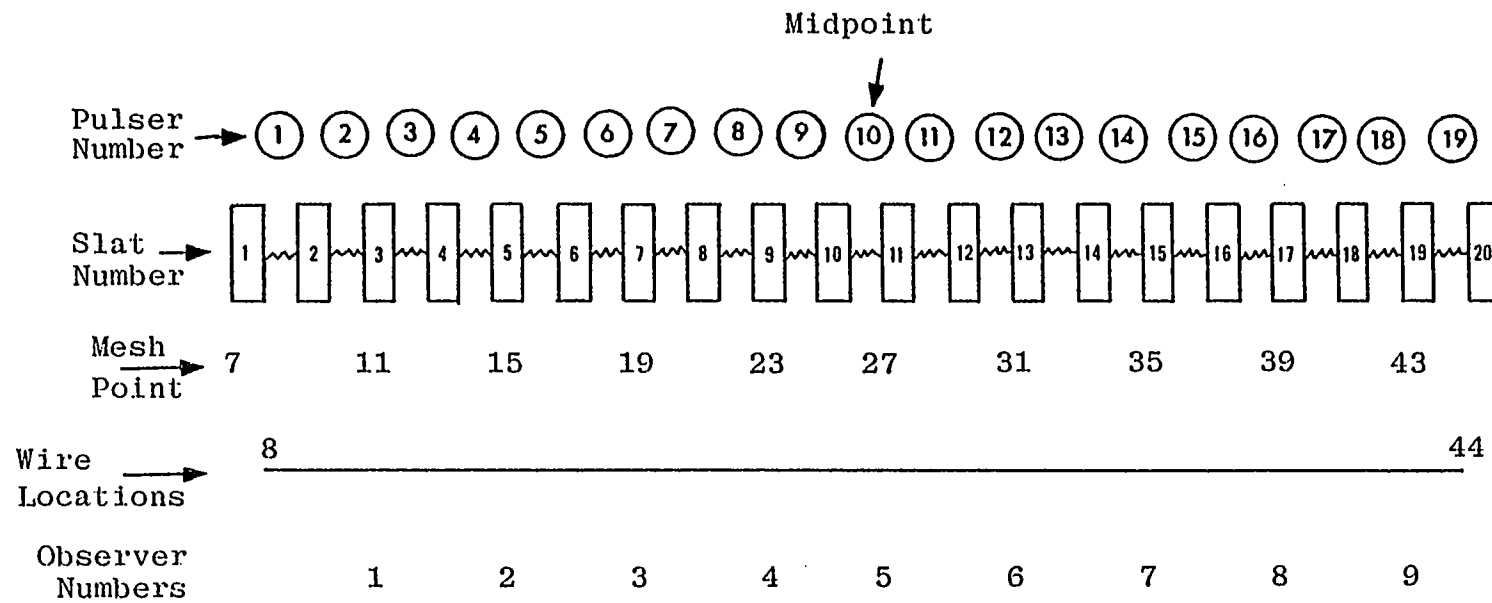 Midpoint
Pulser
Number
1 2 3 4 5 6 7 8 9 10 11 12 13 14 15 16 17 18 19
Slat
Number
1 2 3 4 5 6 7 8 9 10 11 12 13 14 15 16 17 18 19 20
Mesh
Point
7 11 15 19 23 27 31 35 39 43
8 44
Wire
Locations
Observer
Numbers
1 2 3 4 5 6 7 8 9